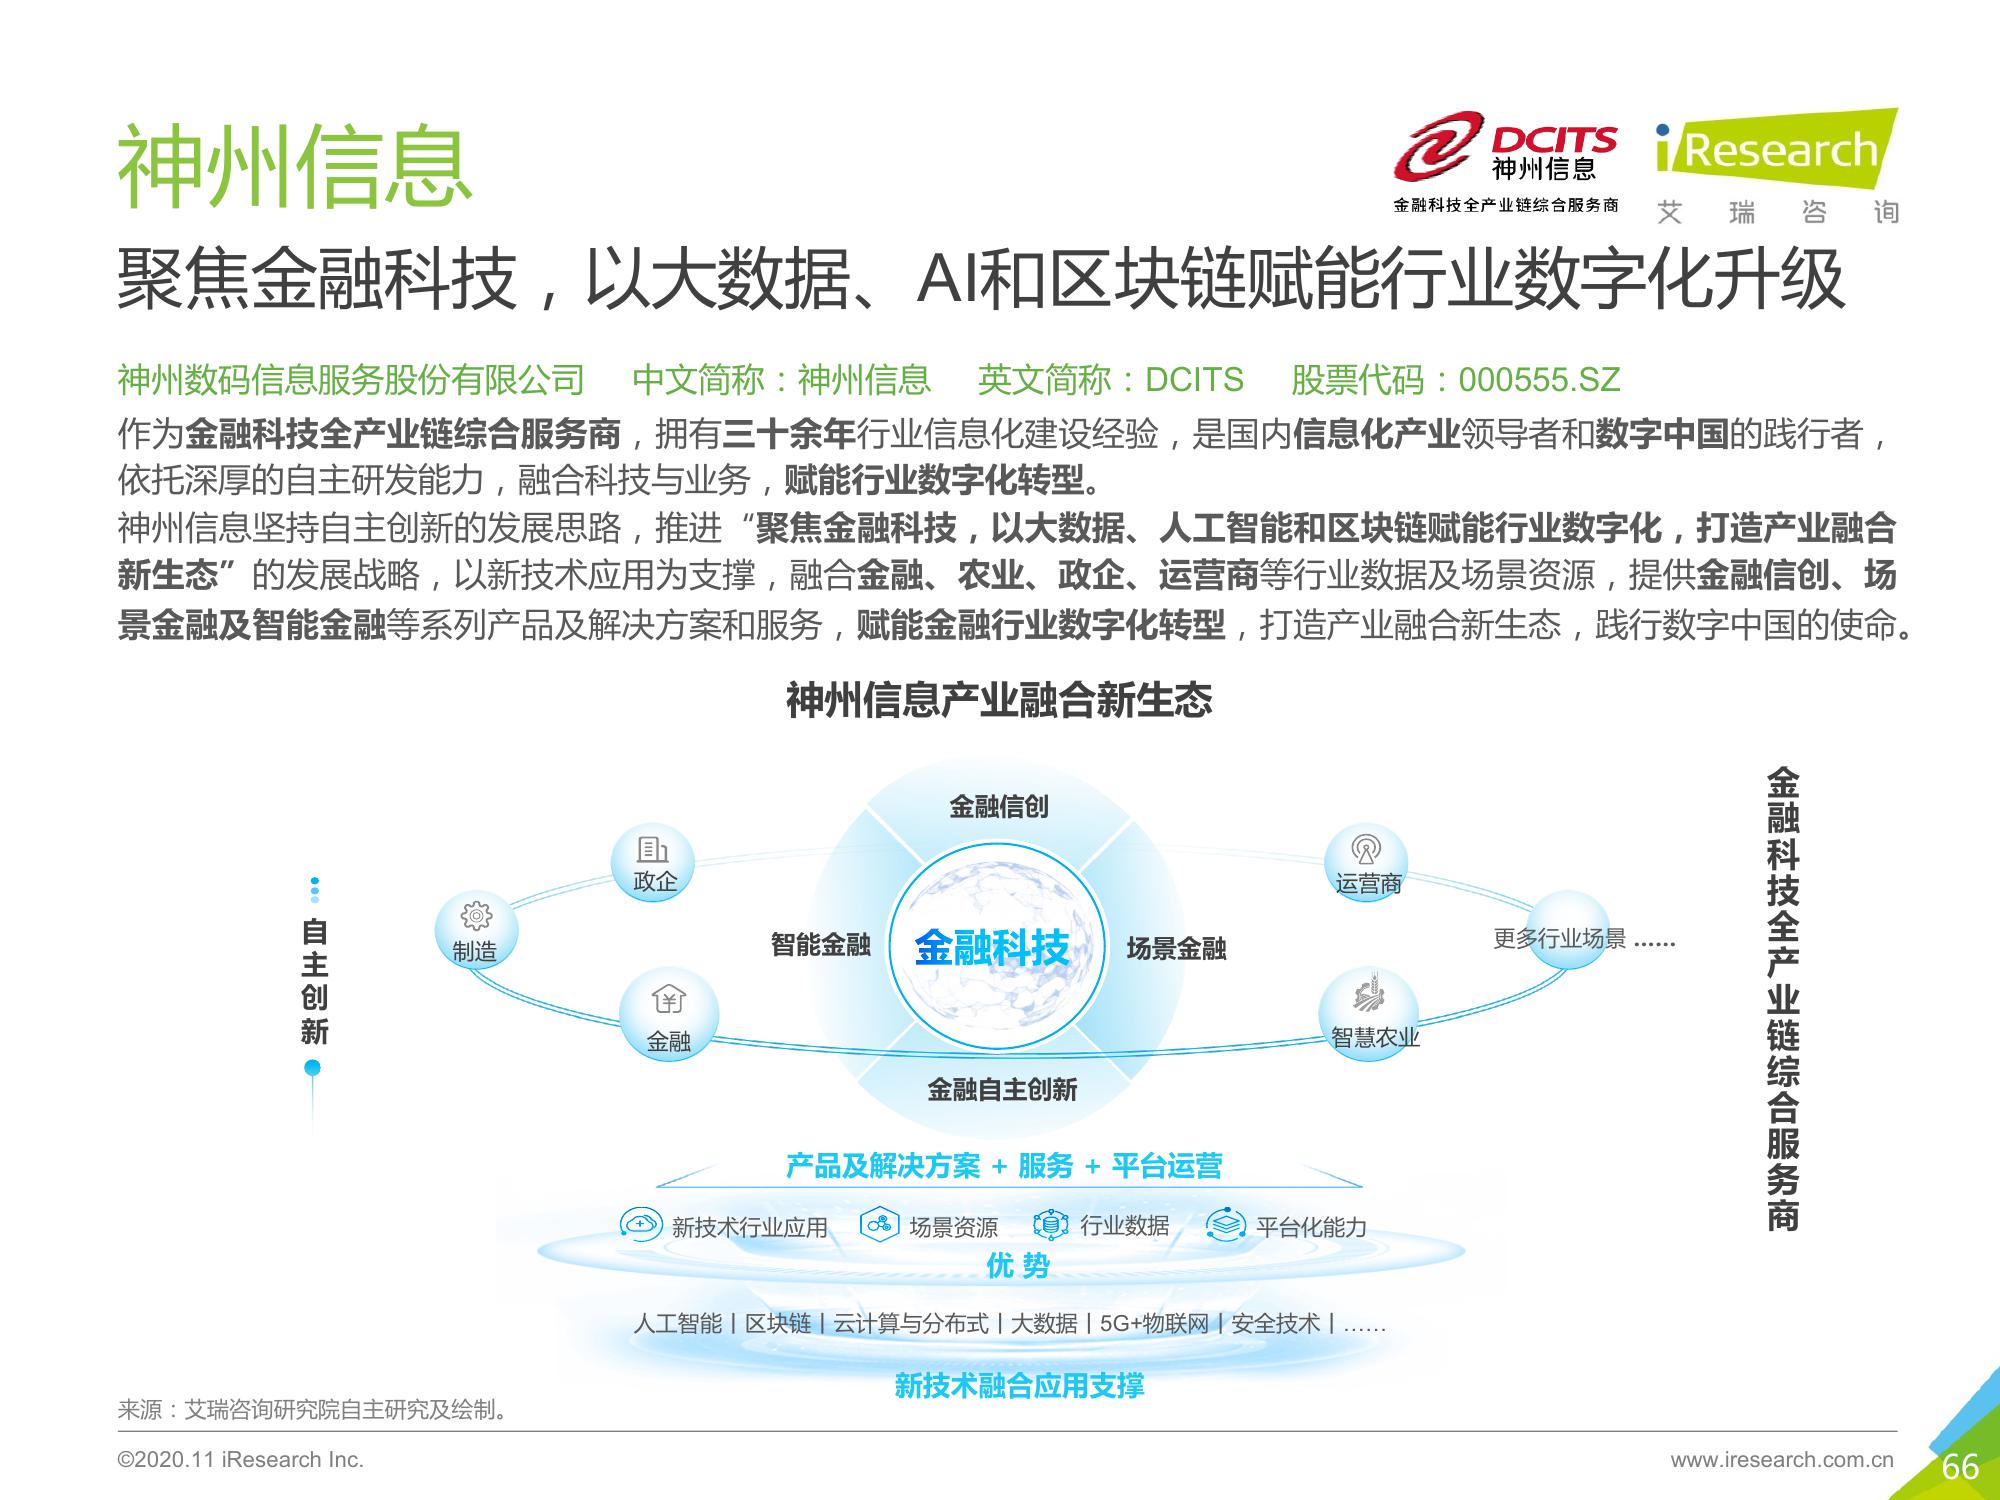 神州信息
DCITS
神州信息
金融科技全产业链综合服务商
iResearch
艾瑞咨询
聚焦金融科技，以大数据、AI和区块链赋能行业数字化升级
神州数码信息服务股份有限公司 中文简称：神州信息 英文简称：DCITS 股票代码：000555.SZ
作为金融科技全产业链综合服务商，拥有三十余年行业信息化建设经验，是国内信息化产业领导者和数字中国的践行者，
依托深厚的自主研发能力，融合科技与业务，赋能行业数字化转型。
神州信息坚持自主创新的发展思路，推进“聚焦金融科技，以大数据、人工智能和区块链赋能行业数字化，打造产业融合
新生态”的发展战略，以新技术应用为支撑，融合金融、农业、政企、运营商等行业数据及场景资源，提供金融信创、场
景金融及智能金融等系列产品及解决方案和服务，赋能金融行业数字化转型，打造产业融合新生态，践行数字中国的使命。
神州信息产业融合新生态
自主创新
制造
政企
金融
金融信创
智能金融
金融科技
场景金融
金融自主创新
运营商
更多行业场景 ……
智慧农业
金融科技全产业链综合服务商
产品及解决方案 + 服务 + 平台运营
新技术行业应用 场景资源 行业数据 平台化能力
优 势
人工智能丨区块链丨云计算与分布式丨大数据丨5G+物联网丨安全技术丨……
新技术融合应用支撑
来源：艾瑞咨询研究院自主研究及绘制。
©2020.11 iResearch Inc.
www.iresearch.com.cn
66